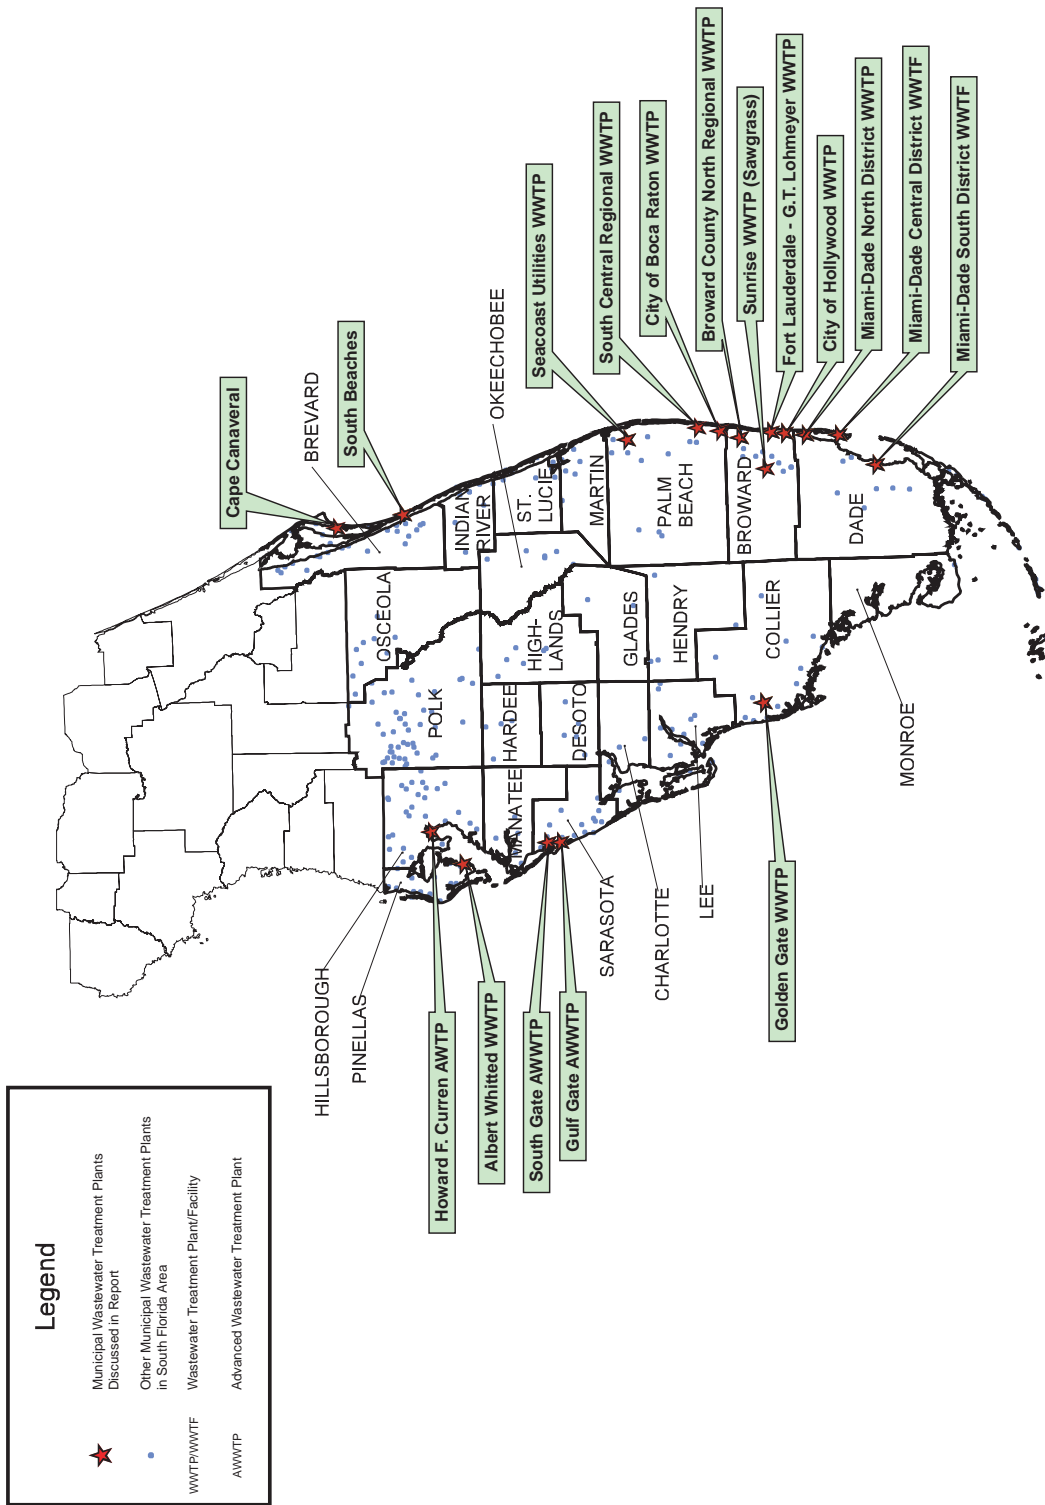 Legend
Municipal Wastewater Treatment Plants
Discussed in Report
Other Municipal Wastewater Treatment Plants
in South Florida Area
WWTP/WWTF
Wastewater Treatment Plant/Facility
AWWTP
Advanced Wastewater Treatment Plant
HILLSBOROUGH
PINELLAS
Howard F. Curren AWTP
Albert Whitted WWTP
South Gate AWWTP
Gulf Gate AWWTP
SARASOTA
CHARLOTTE
LEE
Golden Gate WWTP
MONROE
POLK
OSCEOLA
HARDEE
MANATEE
DESOTO
HIGH-
LANDS
GLADES
HENDRY
COLLIER
INDIAN
RIVER
ST.
LUCIE
MARTIN
PALM
BEACH
BROWARD
DADE
Cape Canaveral
BREVARD
South Beaches
OKEECHOBEE
Seacoast Utilities WWTP
South Central Regional WWTP
City of Boca Raton WWTP
Broward County North Regional WWTP
Sunrise WWTP (Sawgrass)
Fort Lauderdale - G.T. Lohmeyer WWTP
City of Hollywood WWTP
Miami-Dade North District WWTP
Miami-Dade Central District WWTF
Miami-Dade South District WWTF